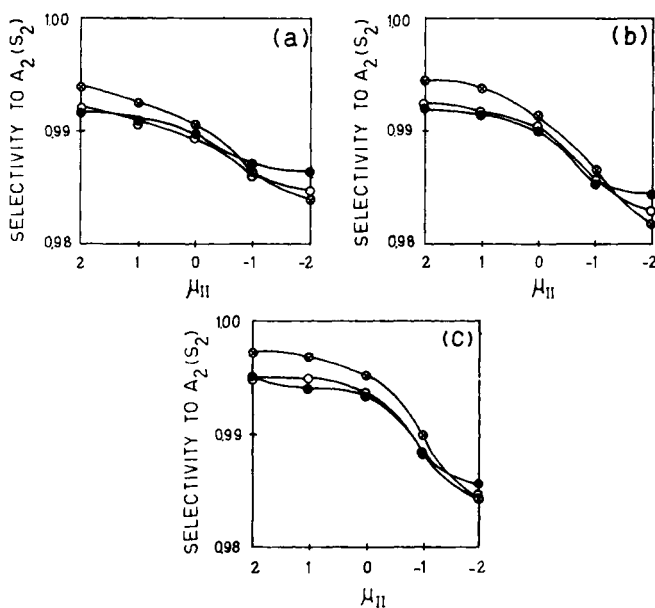 1.00
(a)
SELECTIVITY TO A2(S2)
0.99
0.98
2 1 0 -1 -2
μII
1.00
(b)
SELECTIVITY TO A2(S2)
0.99
0.98
2 1 0 -1 -2
μII
1.00
(C)
SELECTIVITY TO A2(S2)
0.99
0.98
2 1 0 -1 -2
μII